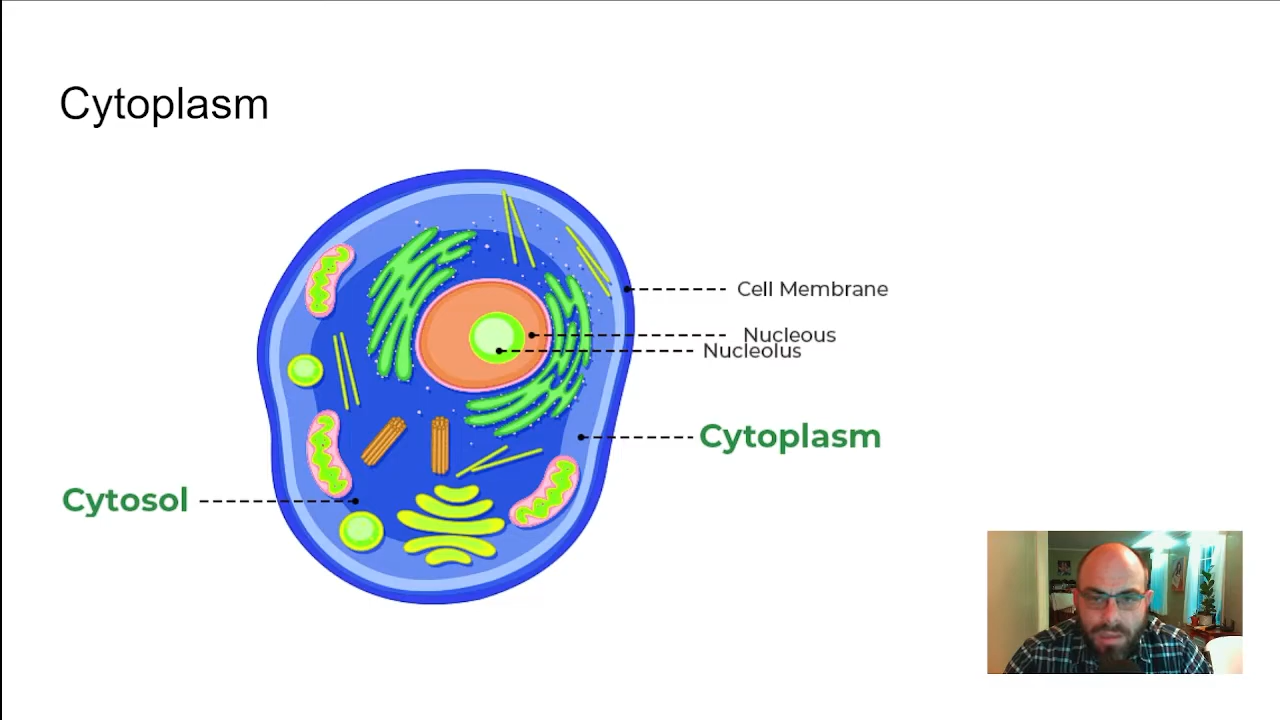 Cytoplasm
Cell Membrane
Nucleous
Nucleolus
Cytoplasm
Cytosol